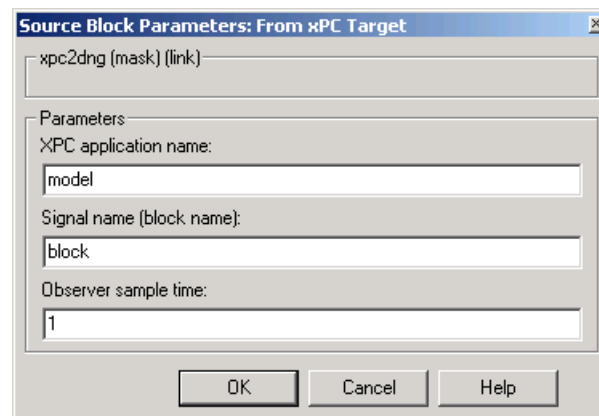 Source Block Parameters: From xPC Target
xpc2dng (mask) (link)
Parameters
XPC application name:
model
Signal name (block name):
block
Observer sample time:
1
OK Cancel Help